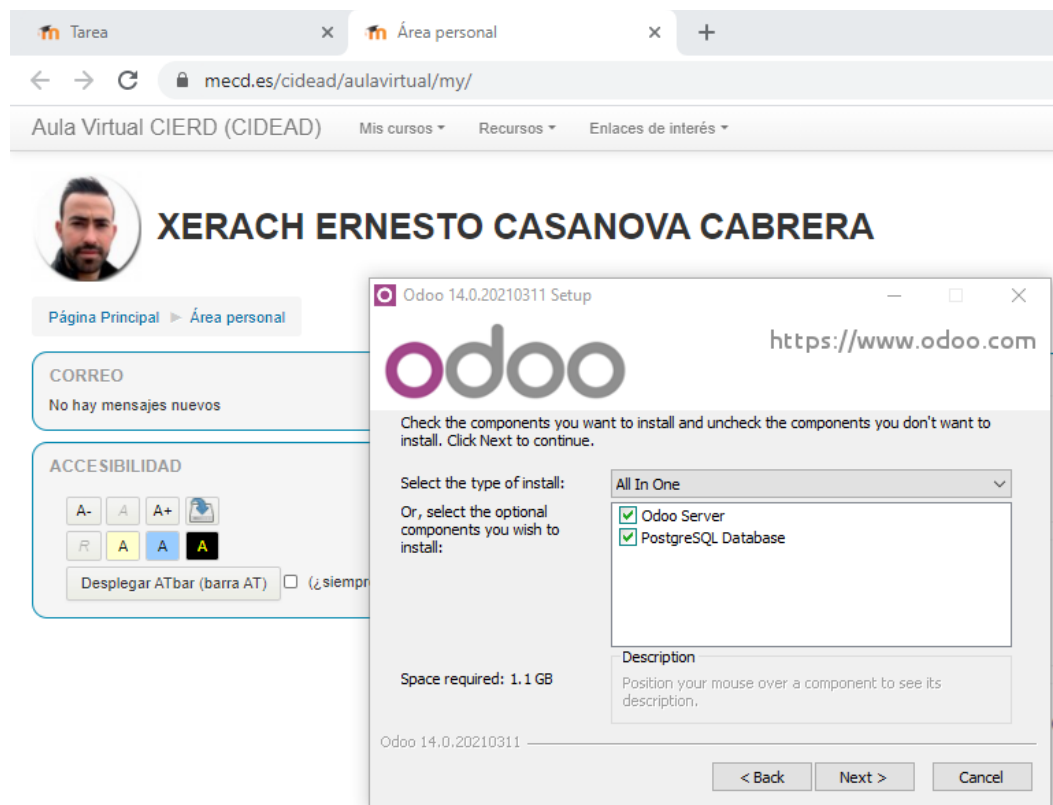 Tarea
Área personal
mecd.es/cidead/aulavirtual/my/
Aula Virtual CIERD (CIDEAD) Mis cursos Recursos Enlaces de interés
XERACH ERNESTO CASANOVA CABRERA
Página Principal Área personal
CORREO
No hay mensajes nuevos
ACCESIBILIDAD
A- A A+
R A A A
Desplegar ATbar (barra AT) (¿siempr
Odoo 14.0.20210311 Setup
odoo
https://www.odoo.com
Check the components you want to install and uncheck the components you don't want to
install. Click Next to continue.
Select the type of install:
All In One
Or, select the optional
components you wish to
install:
Odoo Server
PostgreSQL Database
Space required: 1.1 GB
Description
Position your mouse over a component to see its
description.
Odoo 14.0.20210311
< Back Next > Cancel